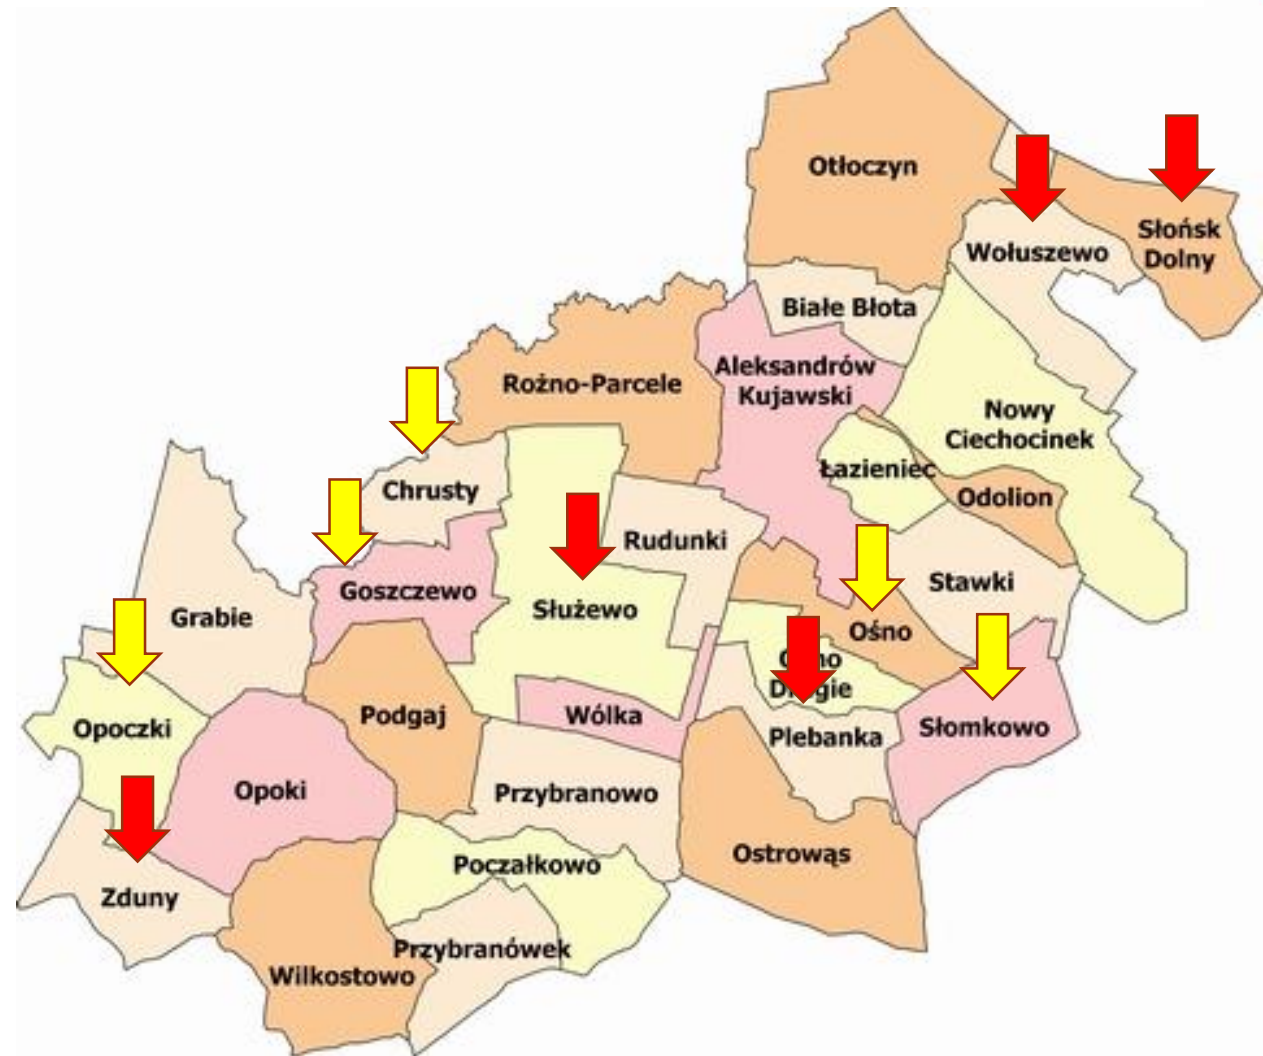 Otłoczyn
Słońsk
Dolny
Wołuszewo
Białe Błota
Aleksandrów
Kujawski
Rożno-Parcele
Nowy
Ciechocinek
Łazieniec
Chrusty
Odolion
Rudunki
Stawki
Goszczewo
Służewo
Grabie
Ośno
Drugie
Podgaj
Wólka
Opoczki
Plebanka
Słomkowo
Opoki
Przybranowo
Ostrowąs
Poczałkowo
Zduny
Przybranówek
Wilkostowo